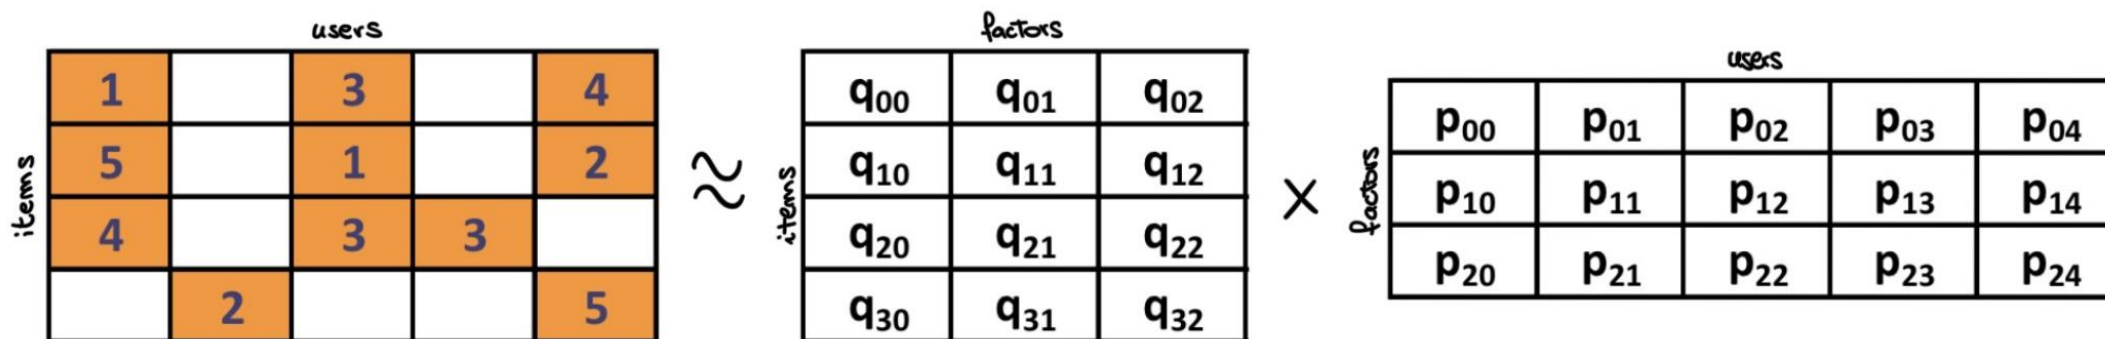 users
items
1 3 4
5 1 2
4 3 3
2 5
≈
factors
items
q₀₀ q₀₁ q₀₂
q₁₀ q₁₁ q₁₂
q₂₀ q₂₁ q₂₂
q₃₀ q₃₁ q₃₂
×
users
factors
p₀₀ p₀₁ p₀₂ p₀₃ p₀₄
p₁₀ p₁₁ p₁₂ p₁₃ p₁₄
p₂₀ p₂₁ p₂₂ p₂₃ p₂₄